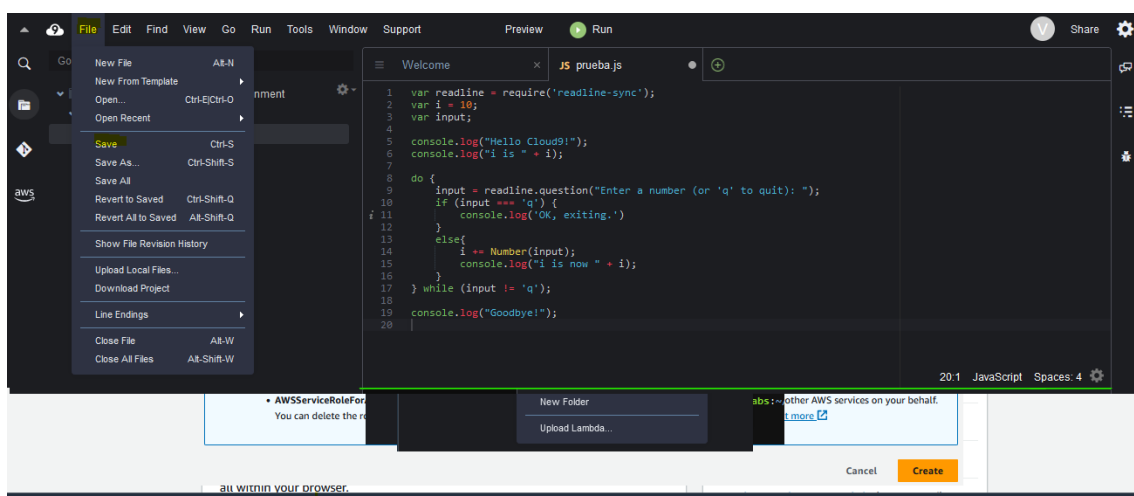 File Edit Find View Go Run Tools Window Support Preview Run V Share
Go
New File Alt-N
New From Template
Open... Ctrl-E|Ctrl-O
Open Recent
Save Ctrl-S
Save As... Ctrl-Shift-S
Save All
Revert to Saved Ctrl-Shift-Q
Revert All to Saved Alt-Shift-Q
Show File Revision History
Upload Local Files...
Download Project
Line Endings
Close File Alt-W
Close All Files Alt-Shift-W
nment
aws
Welcome × JS prueba.js
1 var readline = require('readline-sync');
2 var i = 10;
3 var input;
4
5 console.log("Hello Cloud9!");
6 console.log("i is " + i);
7
8 do {
9 input = readline.question("Enter a number (or 'q' to quit): ");
10 if (input === 'q') {
i 11 console.log('OK, exiting.')
12 }
13 else{
14 i += Number(input);
15 console.log("i is now " + i);
16 }
17 } while (input != 'q');
18
19 console.log("Goodbye!");
20
20:1 JavaScript Spaces: 4
• AWSServiceRoleFor
You can delete the r
New Folder
Upload Lambda...
abs:~ other AWS services on your behalf.
t more
Cancel Create
all within your browser.